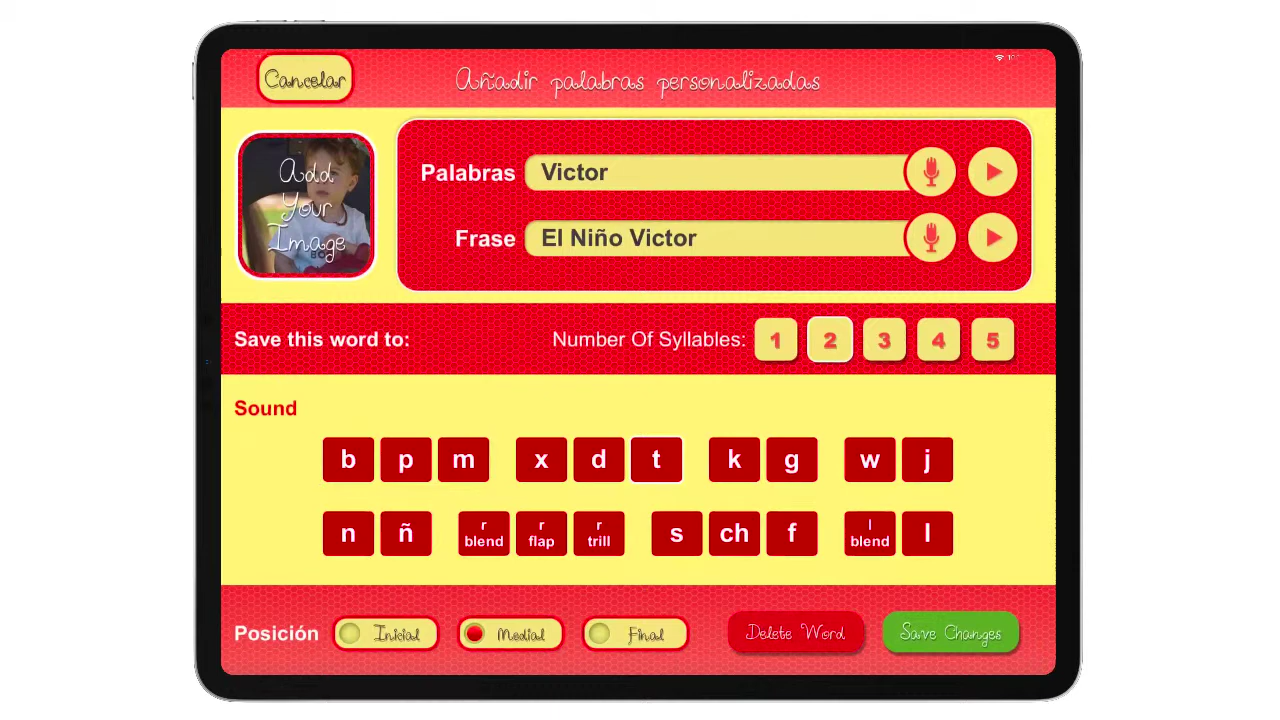 Cancelar
Añadir palabras personalizadas
Add
Your
Image
Palabras Victor
Frase El Niño Victor
Save this word to: Number Of Syllables: 1 2 3 4 5
Sound
b p m x d t k g w j
n ñ r blend r flap r trill s ch f l blend l
Posición Inicial Medial Final Delete Word Save Changes